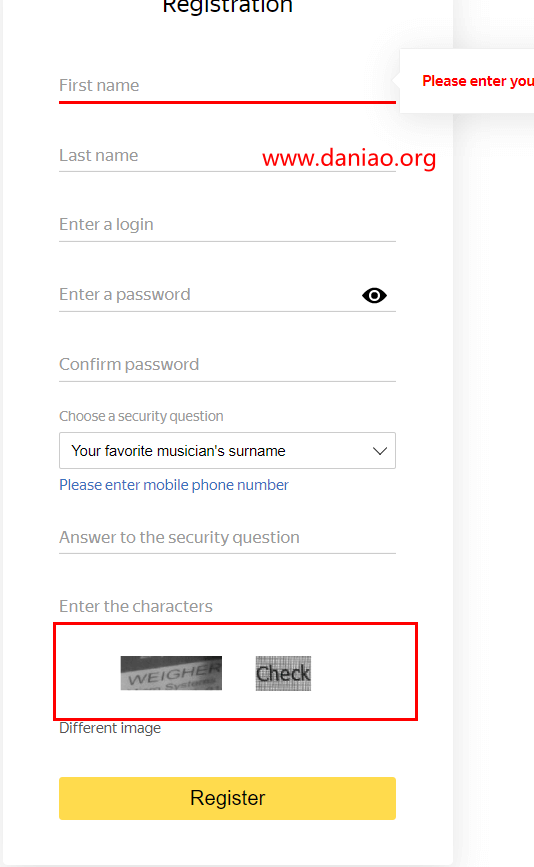 Registration
First name
Please enter you
Last name
www.daniao.org
Enter a login
Enter a password
Confirm password
Choose a security question
Your favorite musician's surname
Please enter mobile phone number
Answer to the security question
Enter the characters
WEIGHER Check
Systems
Different image
Register